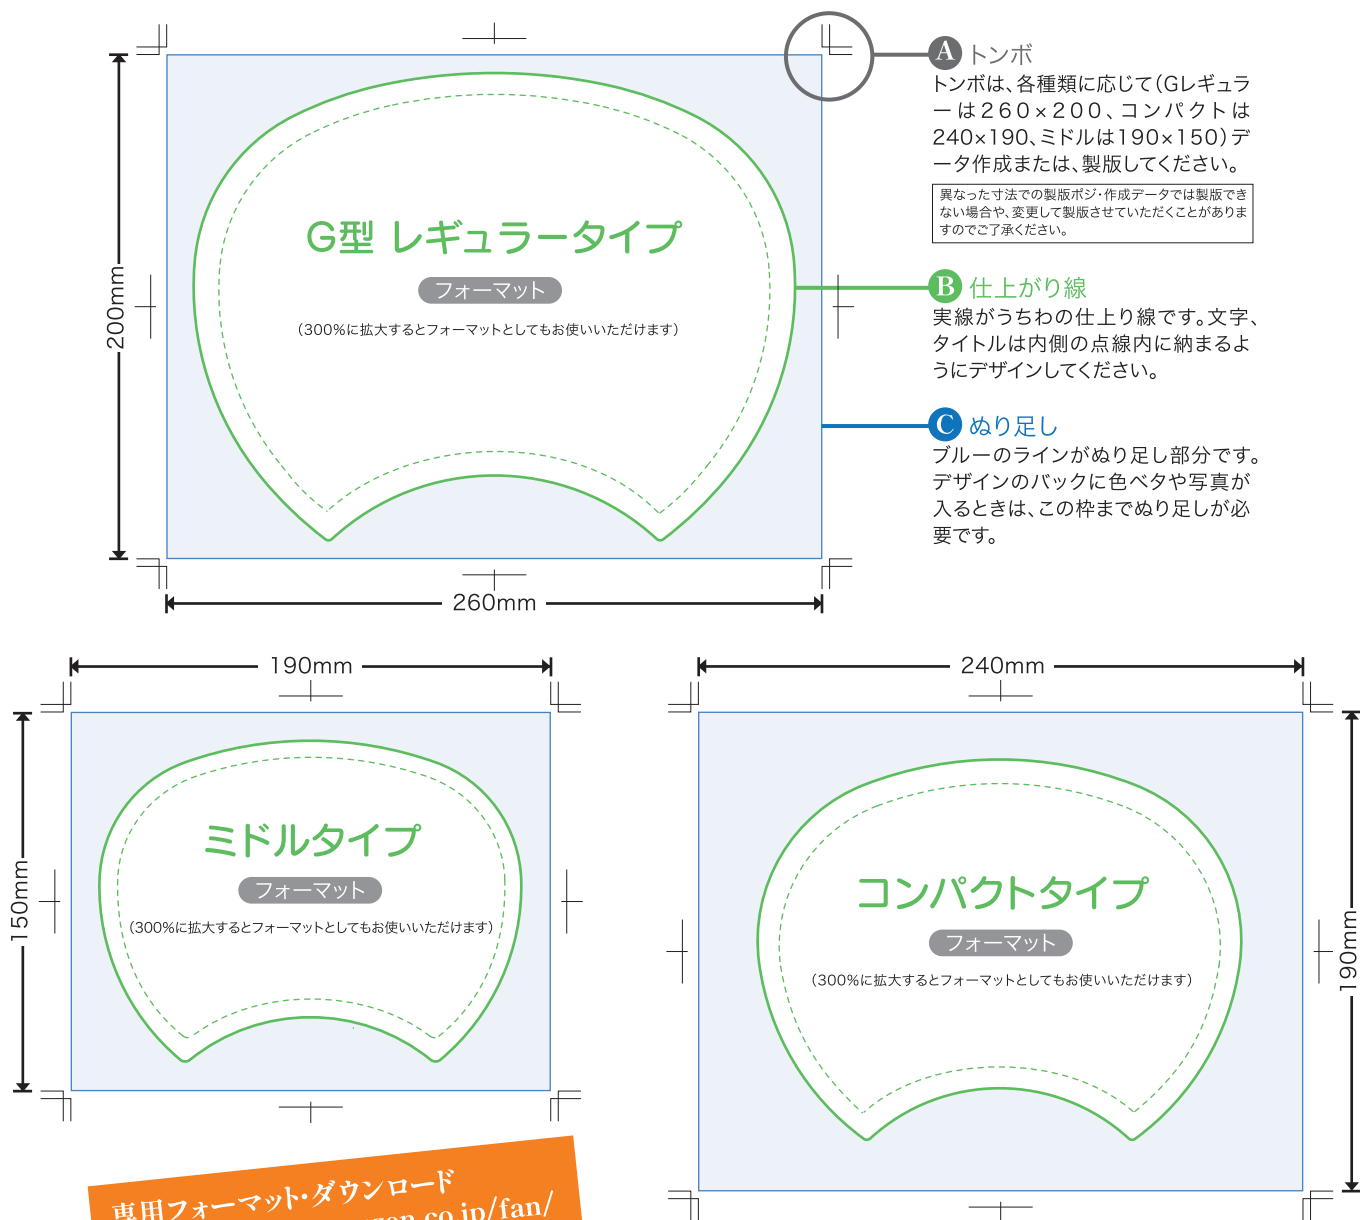 A トンボ
トンボは、各種類に応じて(Gレギュラ
ーは260×200、コンパクトは
240×190、ミドルは190×150)デ
ータ作成または、製版してください。
異なった寸法での製版ポジ・作成データでは製版でき
ない場合や、変更して製版させていただくことがありま
すのでご了承ください。
G型 レギュラータイプ
フォーマット
(300%に拡大するとフォーマットとしてもお使いいただけます)
200mm
260mm
B 仕上がり線
実線がうちわの仕上り線です。文字、
タイトルは内側の点線内に納まるよ
うにデザインしてください。
C ぬり足し
ブルーのラインがぬり足し部分です。
デザインのバックに色ベタや写真が
入るときは、この枠までぬり足しが必
要です。
190mm
150mm
ミドルタイプ
フォーマット
(300%に拡大するとフォーマットとしてもお使いいただけます)
240mm
190mm
コンパクトタイプ
フォーマット
(300%に拡大するとフォーマットとしてもお使いいただけます)
専用フォーマット・ダウンロード
.co.jp/fan/